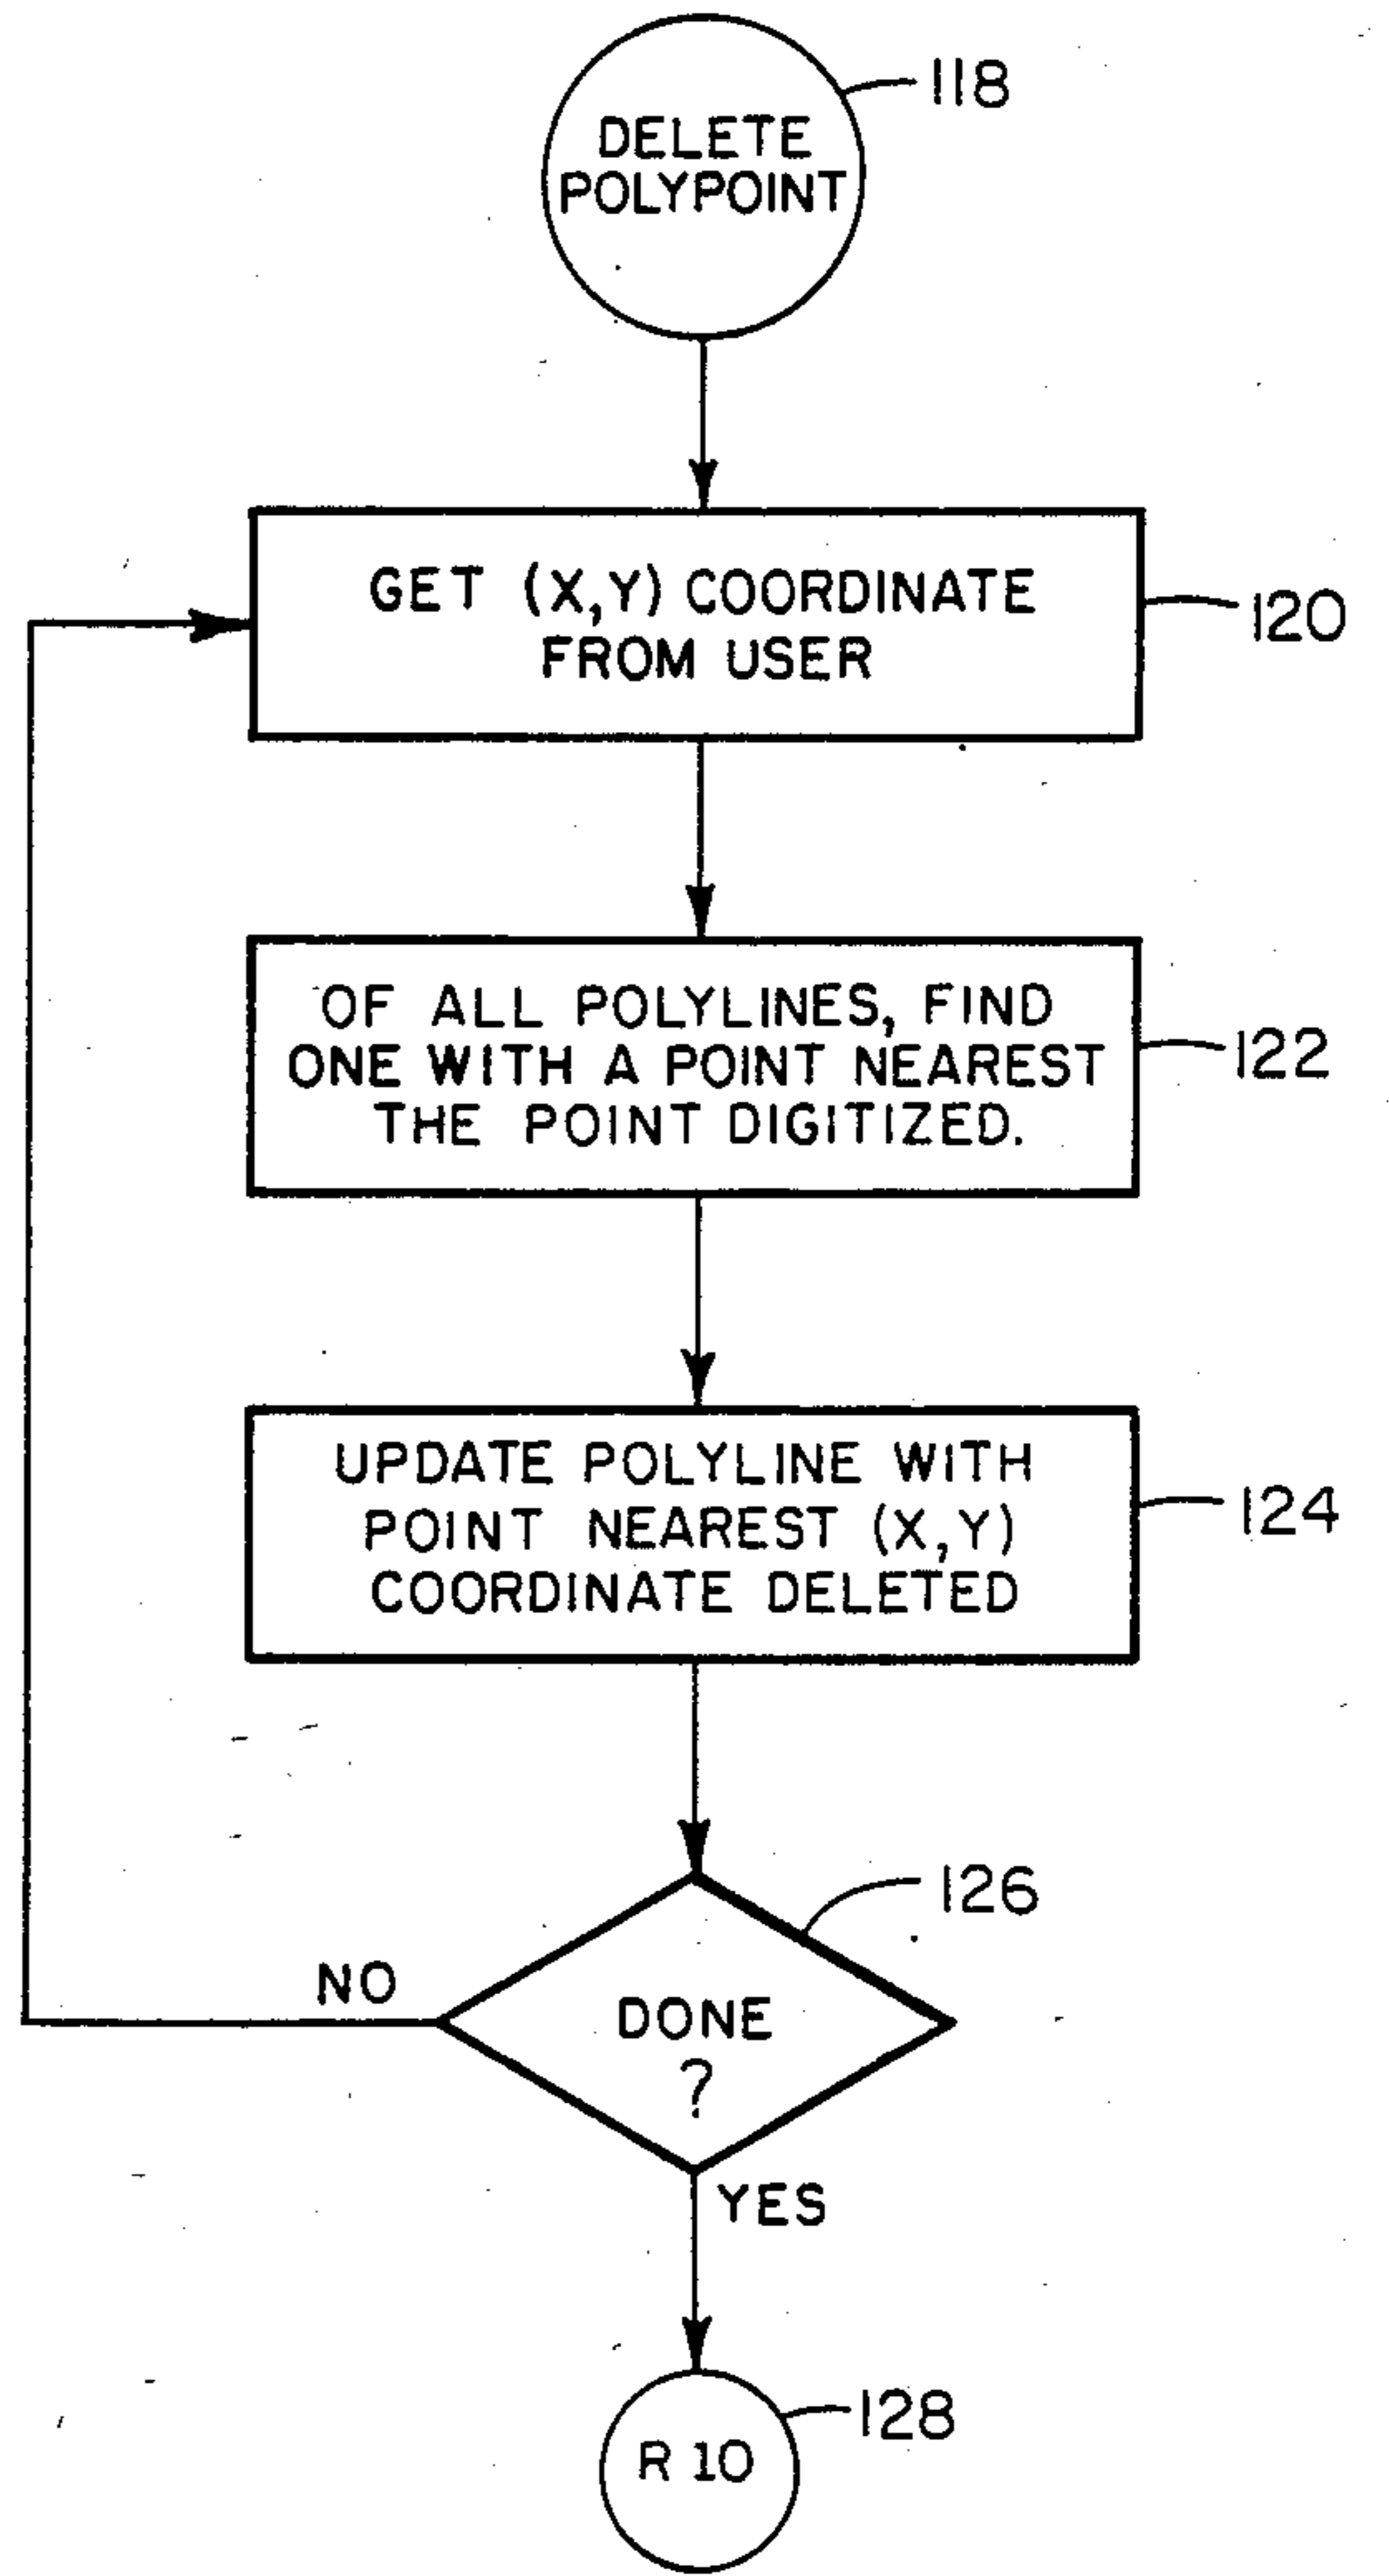 118
DELETE
POLYPOINT
GET (X,Y) COORDINATE
FROM USER
120
OF ALL POLYLINES, FIND
ONE WITH A POINT NEAREST
THE POINT DIGITIZED.
122
UPDATE POLYLINE WITH
POINT NEAREST (X,Y)
COORDINATE DELETED
124
126
NO
DONE
?
YES
128
R 10